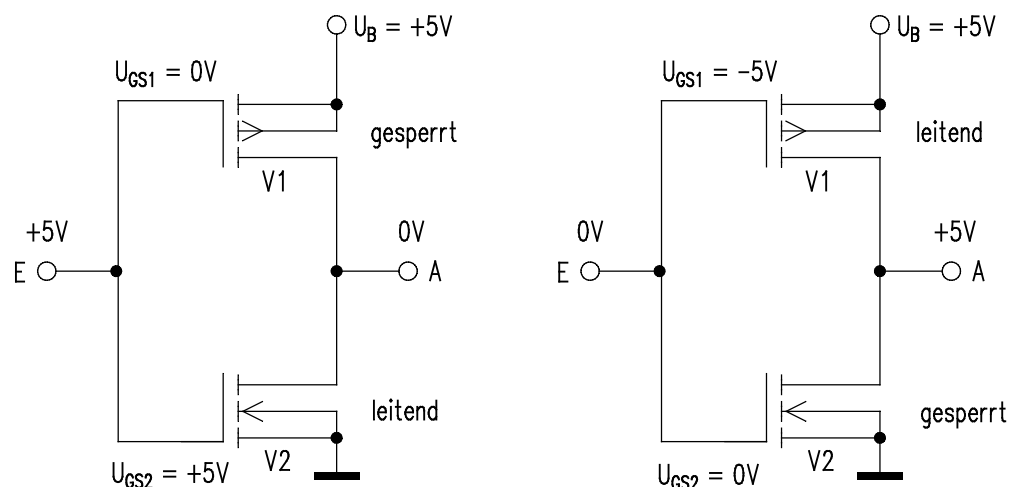 U_B = +5V
U_GS1 = 0V
gesperrt
V1
+5V
0V
E
A
leitend
V2
U_GS2 = +5V
U_B = +5V
U_GS1 = -5V
leitend
V1
0V
+5V
E
A
gesperrt
V2
U_GS2 = 0V